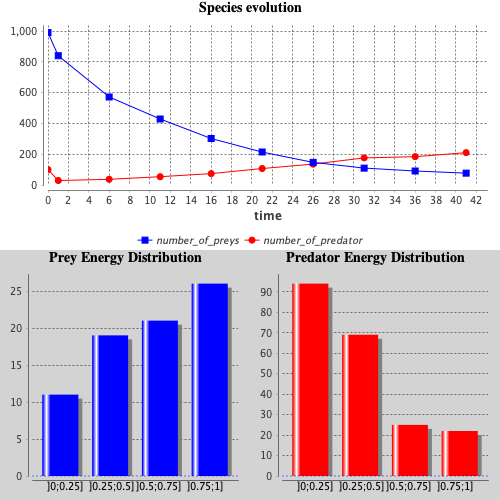 Species evolution
1,000
800
600
400
200
0
0 2 4 6 8 10 12 14 16 18 20 22 24 26 28 30 32 34 36 38 40 42
time
number_of_preys number_of_predator
Prey Energy Distribution
25
20
15
10
5
0
]0;0.25] ]0.25;0.5] ]0.5;0.75] ]0.75;1]
Predator Energy Distribution
90
80
70
60
50
40
30
20
10
0
]0;0.25] ]0.25;0.5] ]0.5;0.75] ]0.75;1]